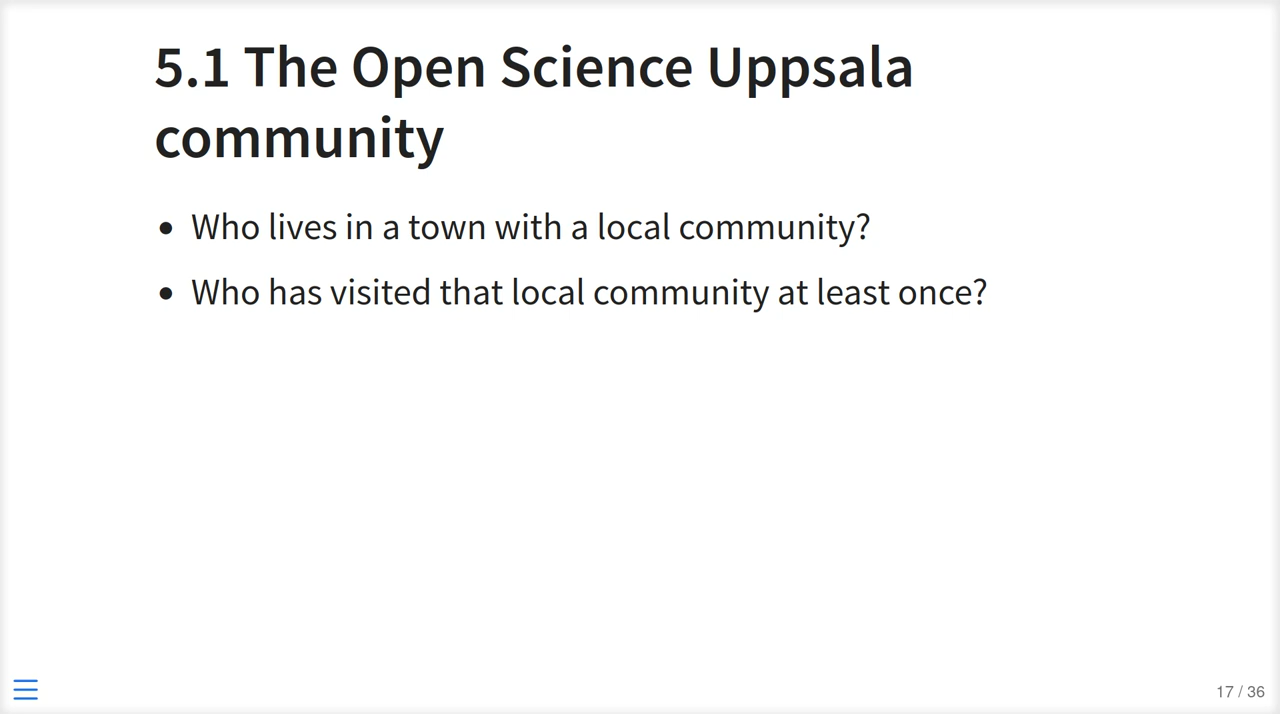 5.1 The Open Science Uppsala
community
• Who lives in a town with a local community?
• Who has visited that local community at least once?
17 / 36